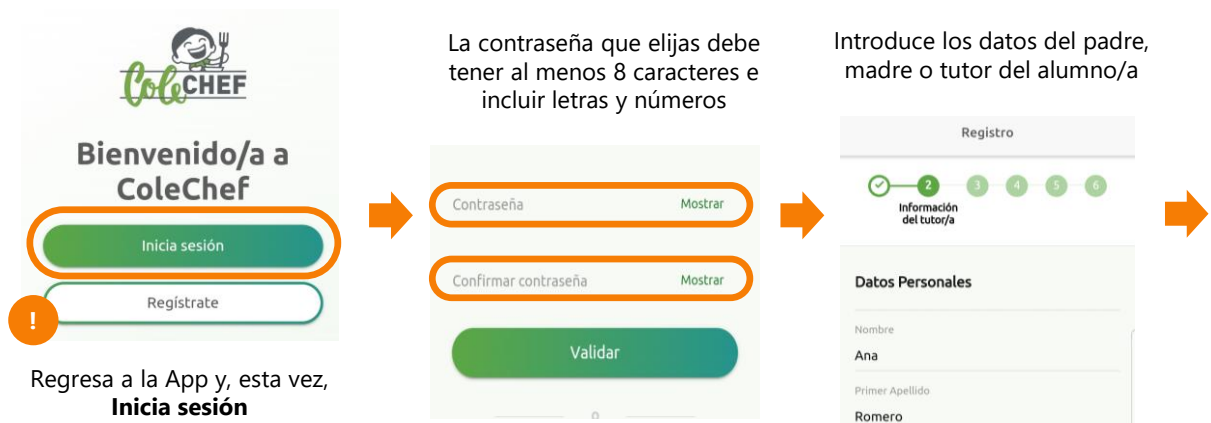 ColeCHEF
Bienvenido/a a
ColeChef
Inicia sesión
Regístrate
!
Regresa a la App y, esta vez,
Inicia sesión
La contraseña que elijas debe
tener al menos 8 caracteres e
incluir letras y números
Contraseña Mostrar
Confirmar contraseña Mostrar
Validar
Introduce los datos del padre,
madre o tutor del alumno/a
Registro
2 3 4 5 6
Información
del tutor/a
Datos Personales
Nombre
Ana
Primer Apellido
Romero